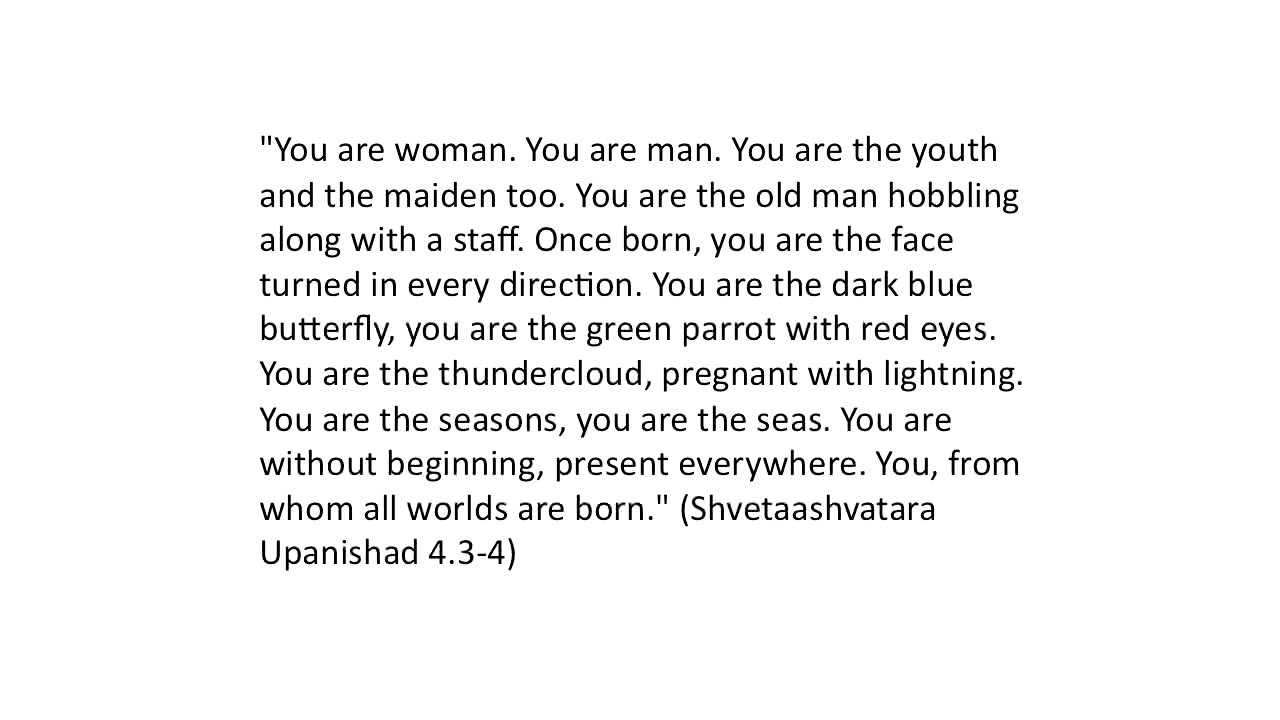 "You are woman. You are man. You are the youth
and the maiden too. You are the old man hobbling
along with a staff. Once born, you are the face
turned in every direction. You are the dark blue
butterfly, you are the green parrot with red eyes.
You are the thundercloud, pregnant with lightning.
You are the seasons, you are the seas. You are
without beginning, present everywhere. You, from
whom all worlds are born." (Shvetaashvatara
Upanishad 4.3-4)